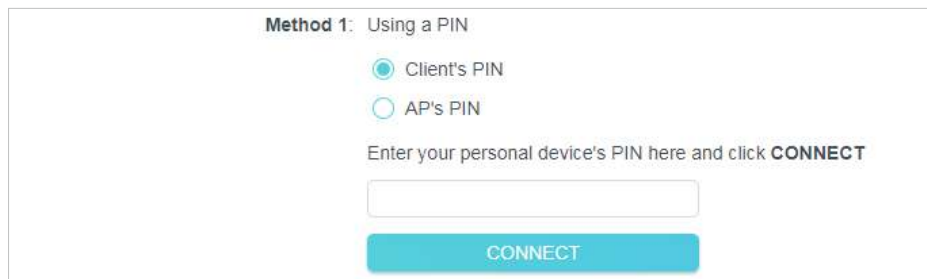 Method 1: Using a PIN
Client's PIN
AP's PIN
Enter your personal device's PIN here and click CONNECT
CONNECT